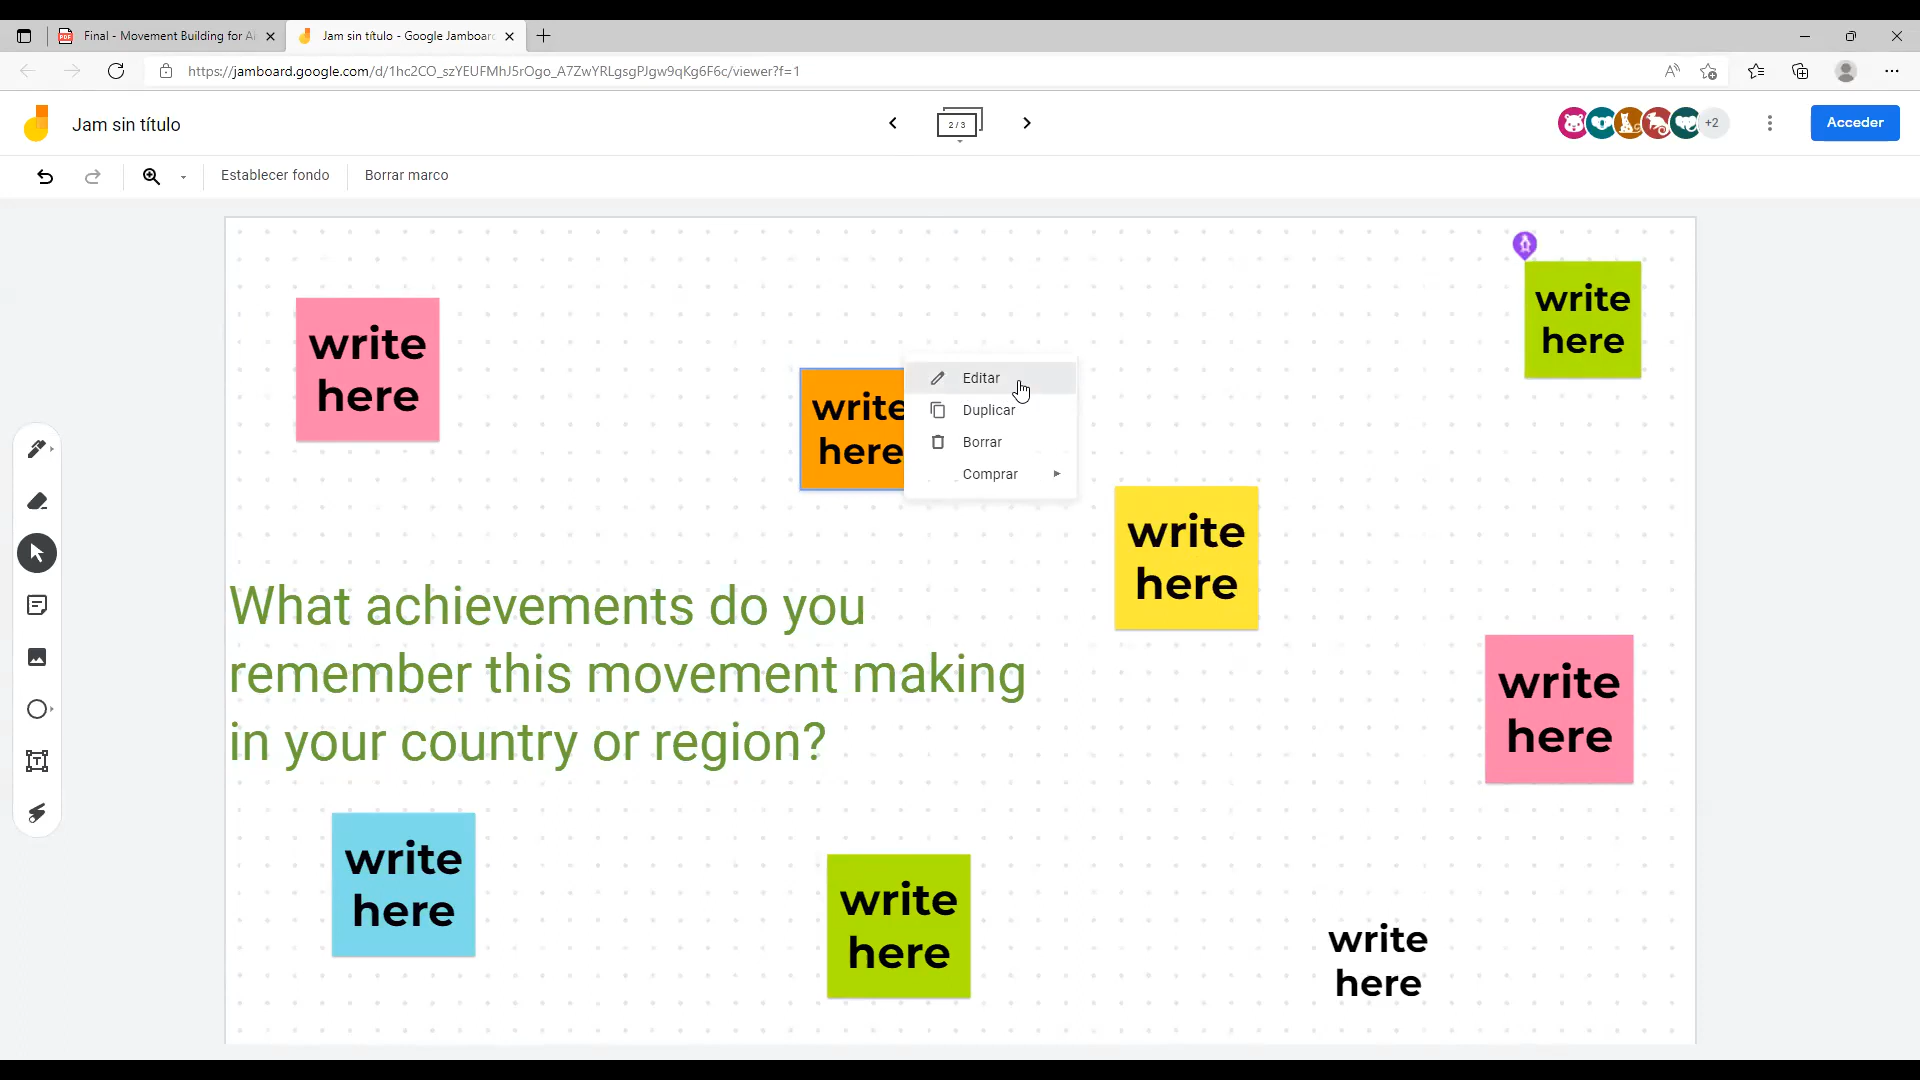 Final - Movement Building for A
Jam sin título - Google Jamboard
https://jamboard.google.com/d/1hc2CO_szYEUFMhJ5rOgo_A7ZwYRLgsgPJgw9qKg6F6c/viewer?f=1
Jam sin título
2 / 3
+2
Acceder
Establecer fondo
Borrar marco
write
here
write
here
write
here
Editar
Duplicar
Borrar
Comprar
write
here
What achievements do you
remember this movement making
in your country or region?
write
here
write
here
write
here
write
here